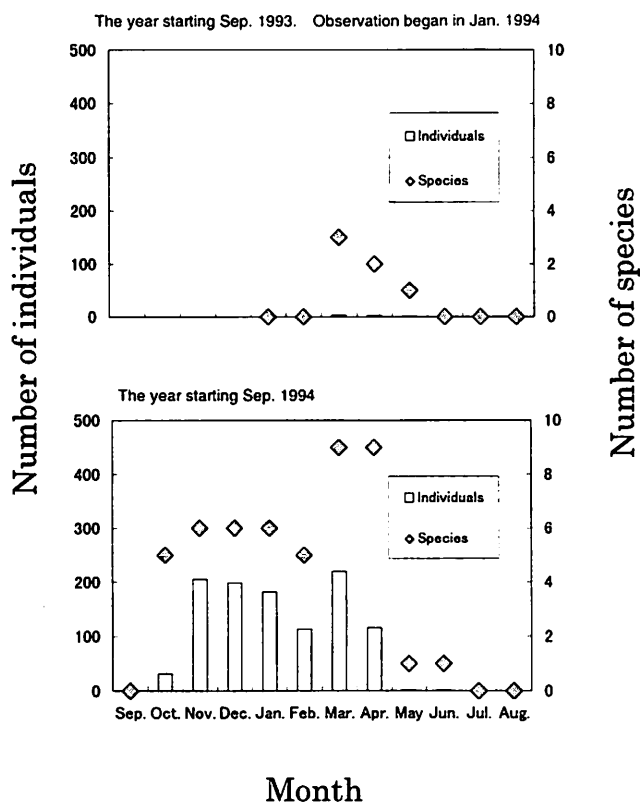 The year starting Sep. 1993. Observation began in Jan. 1994
500
400
300
200
100
0
10
8
6
4
2
0
Individuals
Species
The year starting Sep. 1994
500
400
300
200
100
0
10
8
6
4
2
0
Individuals
Species
Sep. Oct. Nov. Dec. Jan. Feb. Mar. Apr. May Jun. Jul. Aug.
Number of individuals
Number of species
Month